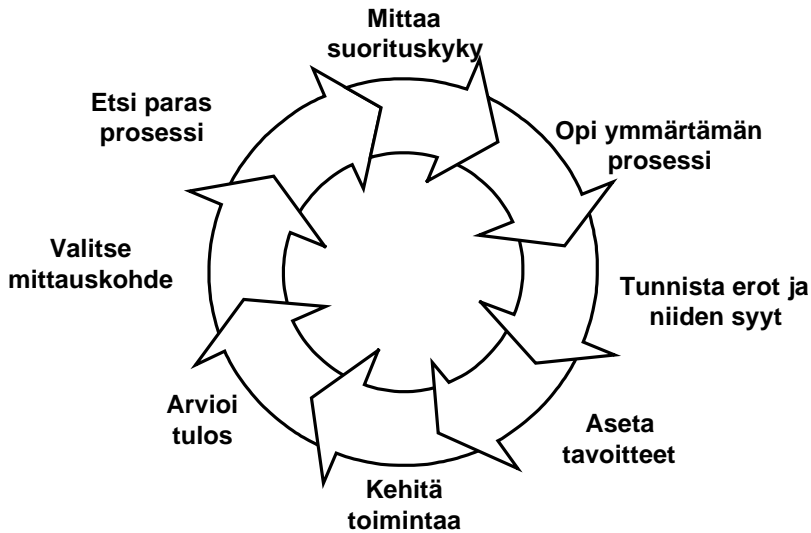 Mittaa
suorituskyky
Opi ymmärtämän
prosessi
Tunnista erot ja
niiden syyt
Aseta
tavoitteet
Kehitä
toimintaa
Arvioi
tulos
Valitse
mittauskohde
Etsi paras
prosessi